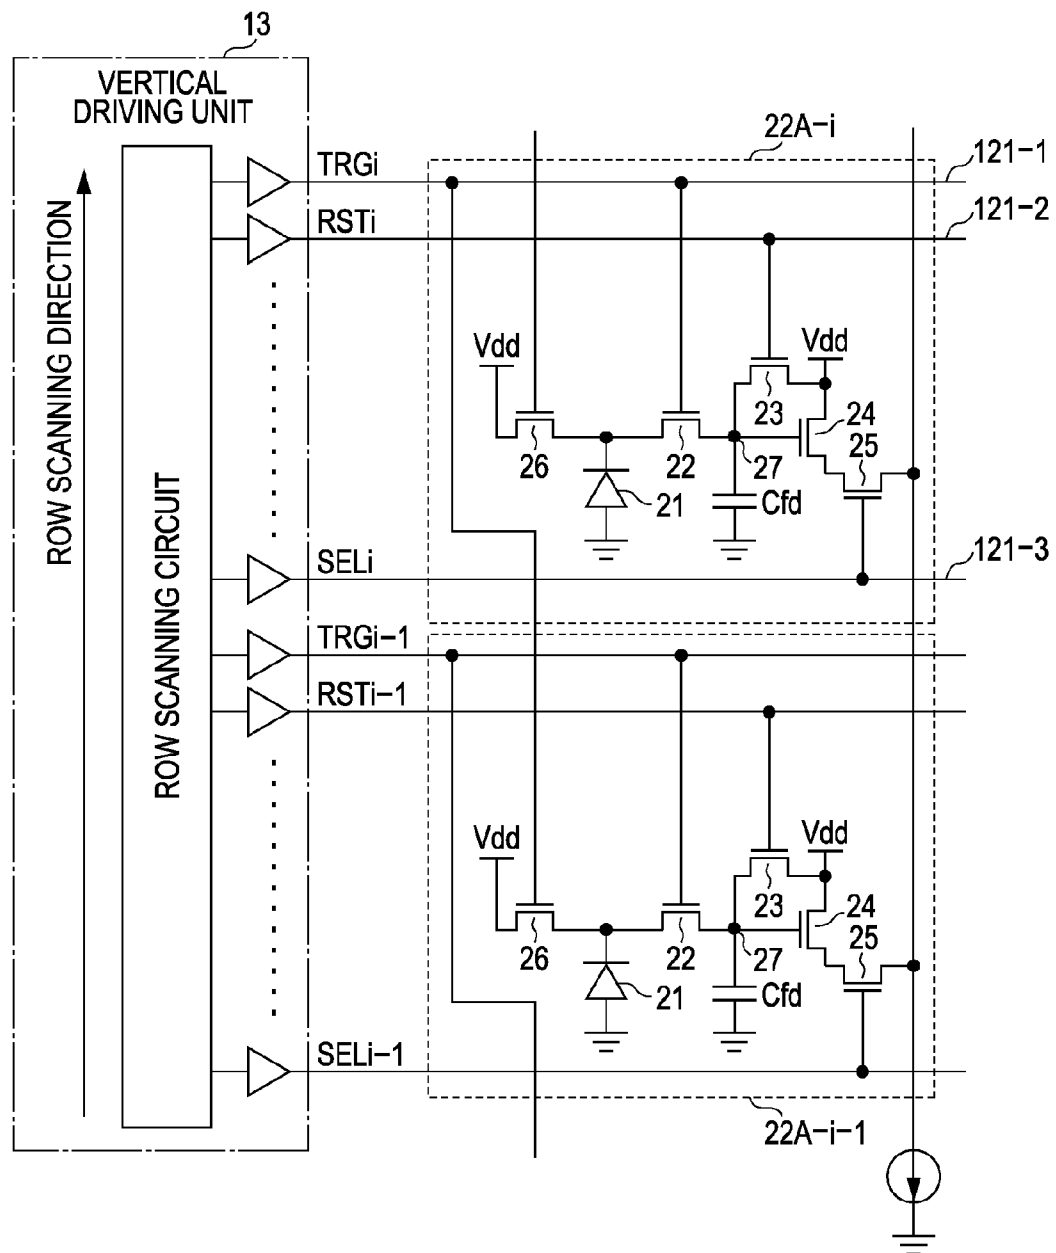 13
VERTICAL
DRIVING UNIT
22A-i
TRGi
121-1
RSTi
121-2
ROW SCANNING DIRECTION
ROW SCANNING CIRCUIT
Vdd
Vdd
23
24
25
26
22
27
21
Cfd
SELi
121-3
TRGi-1
RSTi-1
Vdd
Vdd
23
24
25
26
22
27
21
Cfd
SELi-1
22A-i-1